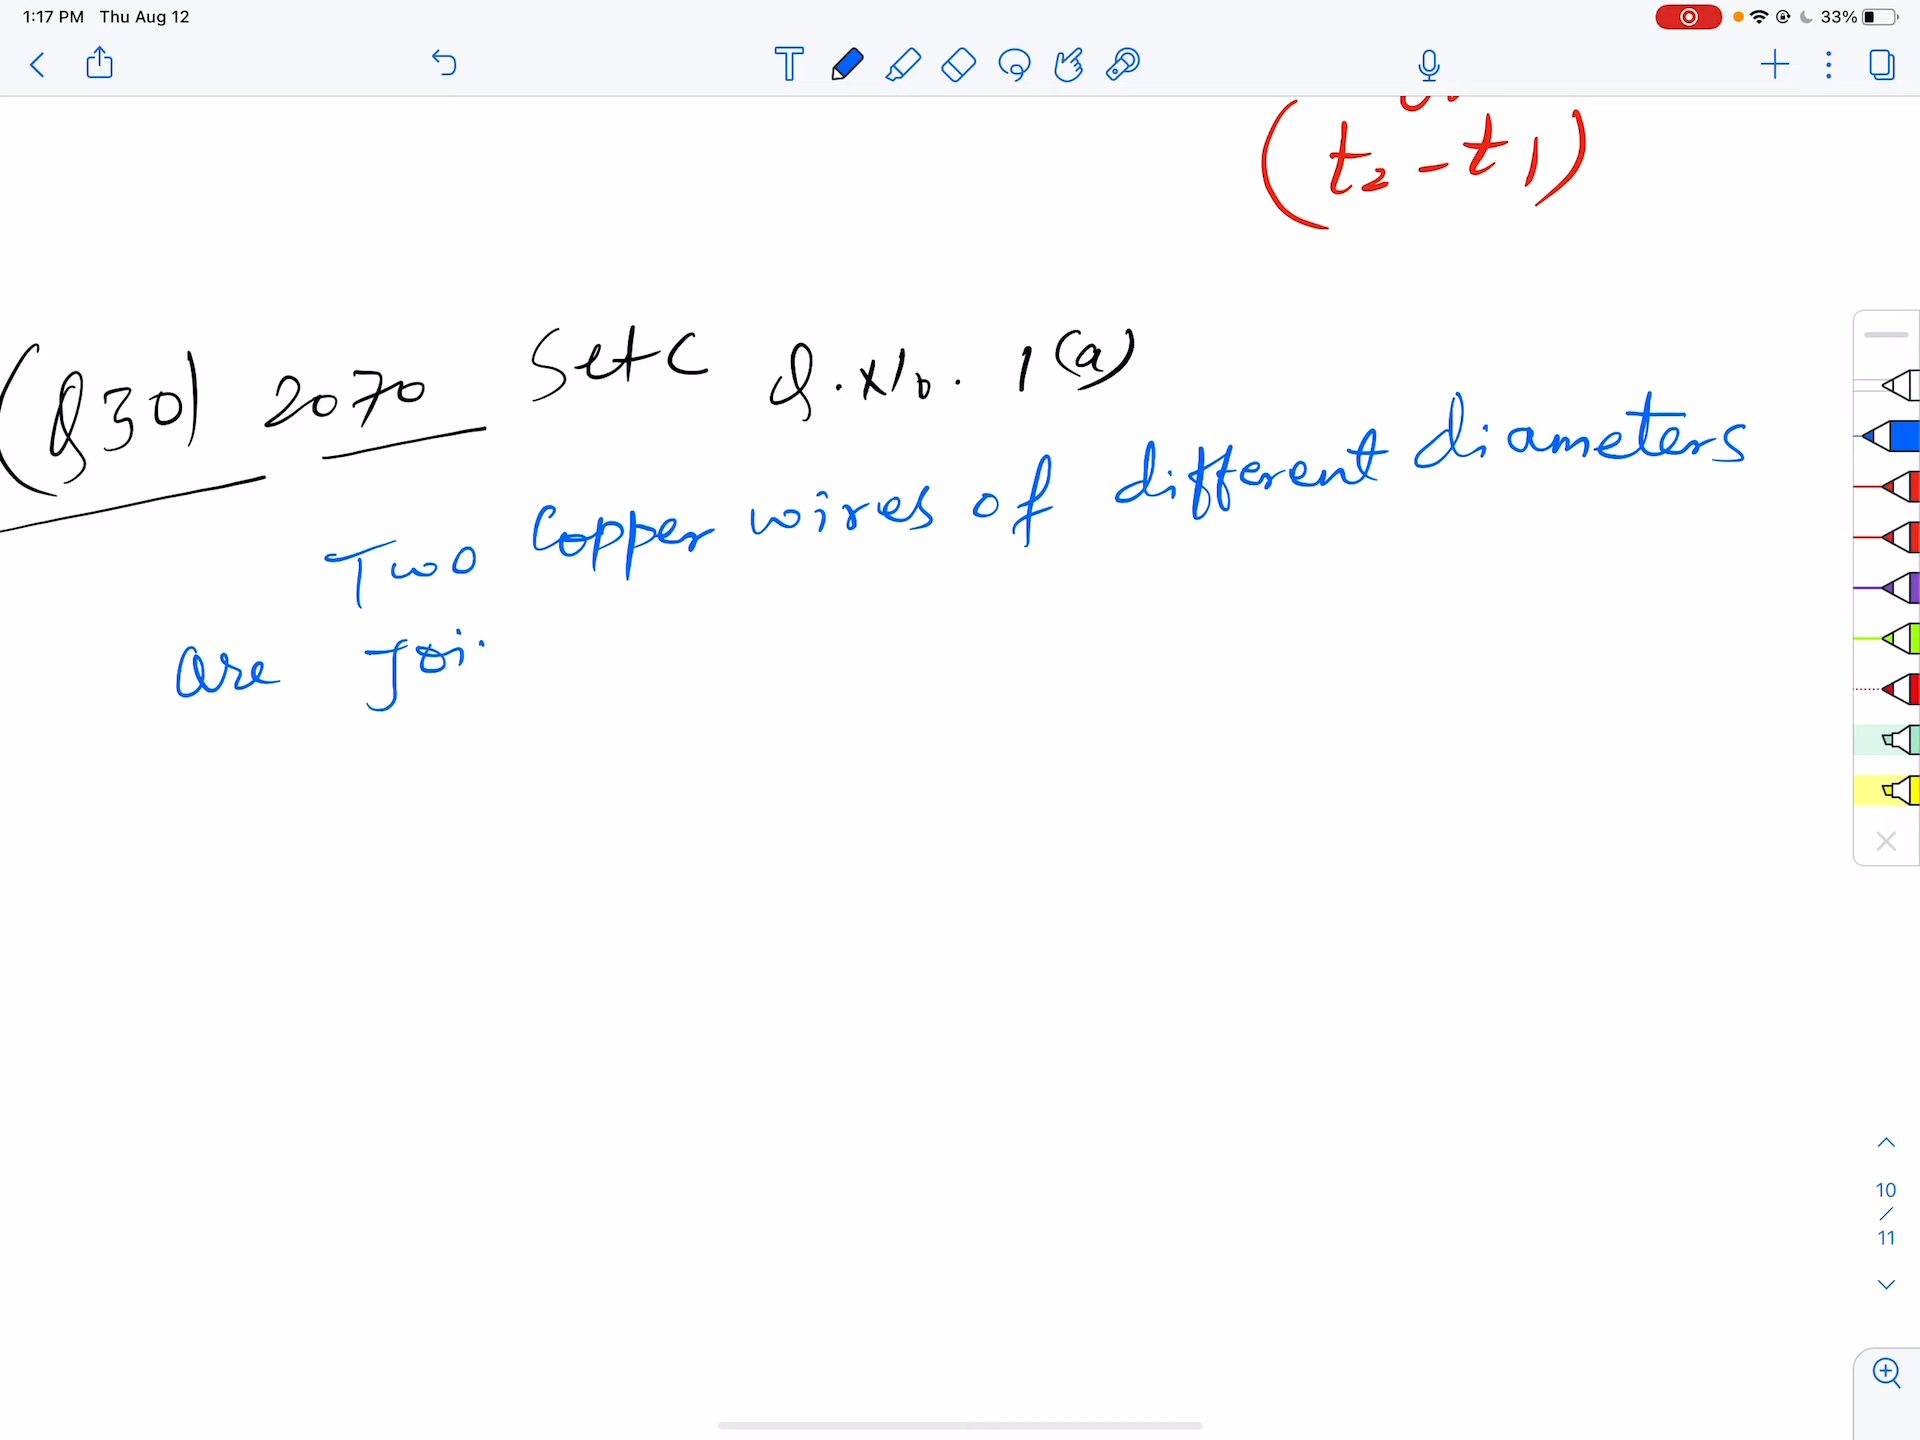 1:17 PM Thu Aug 12
33%
(t₂ - t₁)
(Q30) 2070 Set C Q. No. 1 (a)
Two Copper wires of different diameters
are joi
10
/
11